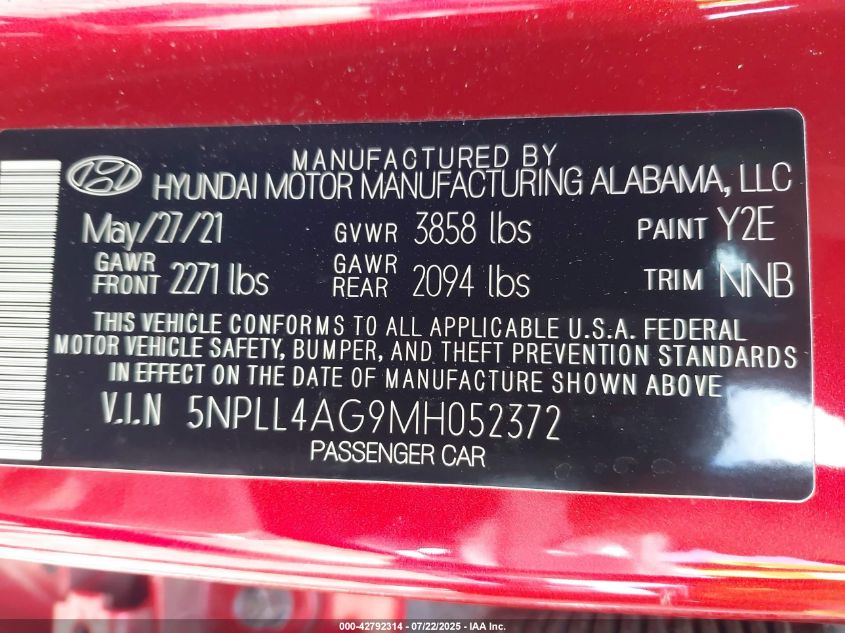 MANUFACTURED BY
HYUNDAI MOTOR MANUFACTURING ALABAMA, LLC
May/27/21 GVWR 3858 lbs PAINT Y2E
GAWR FRONT 2271 lbs GAWR REAR 2094 lbs TRIM NNB
THIS VEHICLE CONFORMS TO ALL APPLICABLE U.S.A. FEDERAL
MOTOR VEHICLE SAFETY, BUMPER, AND THEFT PREVENTION STANDARDS
IN EFFECT ON THE DATE OF MANUFACTURE SHOWN ABOVE
V.I.N 5NPLL4AG9MH052372
PASSENGER CAR
000-42792314 - 07/22/2025 - IAA Inc.